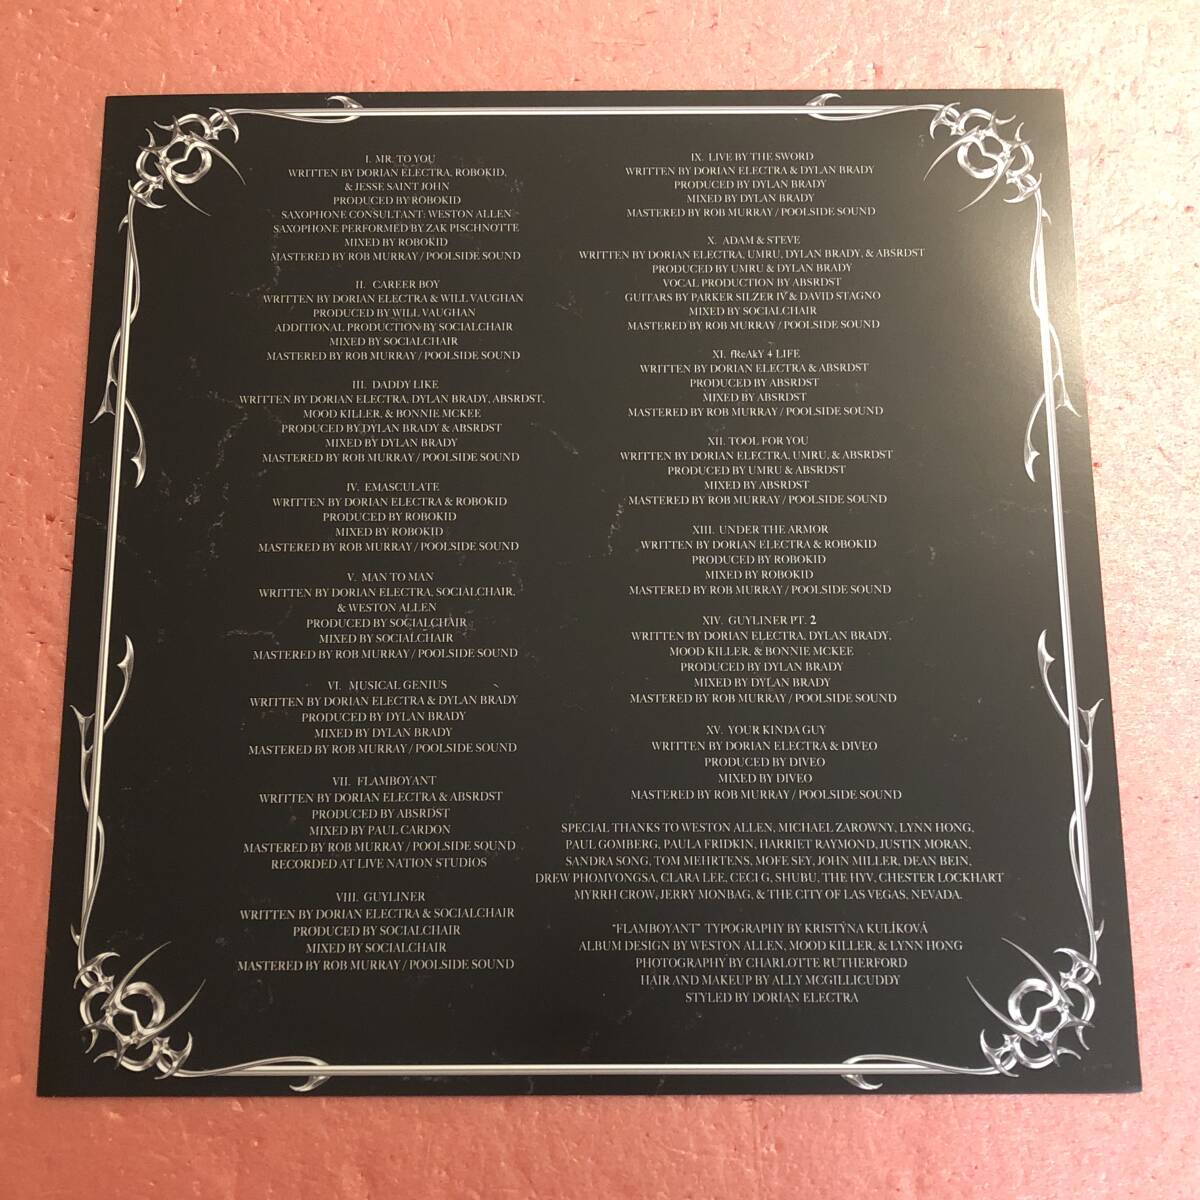 I. MR. TO YOU
WRITTEN BY DORIAN ELECTRA, ROBOKID,
& JESSE SAINT JOHN
PRODUCED BY ROBOKID
SAXOPHONE CONSULTANT: WESTON ALLEN
SAXOPHONE PERFORMED BY ZAK PISCHNOTTE
MIXED BY ROBOKID
MASTERED BY ROB MURRAY / POOLSIDE SOUND
II. CAREER BOY
WRITTEN BY DORIAN ELECTRA & WILL VAUGHAN
PRODUCED BY WILL VAUGHAN
ADDITIONAL PRODUCTION BY SOCIALCHAIR
MIXED BY SOCIALCHAIR
MASTERED BY ROB MURRAY / POOLSIDE SOUND
III. DADDY LIKE
WRITTEN BY DORIAN ELECTRA, DYLAN BRADY, ABSRDST,
MOOD KILLER, & BONNIE MCKEE
PRODUCED BY DYLAN BRADY & ABSRDST
MIXED BY DYLAN BRADY
MASTERED BY ROB MURRAY / POOLSIDE SOUND
IV. EMASCULATE
WRITTEN BY DORIAN ELECTRA & ROBOKID
PRODUCED BY ROBOKID
MIXED BY ROBOKID
MASTERED BY ROB MURRAY / POOLSIDE SOUND
V. MAN TO MAN
WRITTEN BY DORIAN ELECTRA, SOCIALCHAIR,
& WESTON ALLEN
PRODUCED BY SOCIALCHAIR
MIXED BY SOCIALCHAIR
MASTERED BY ROB MURRAY / POOLSIDE SOUND
VI. MUSICAL GENIUS
WRITTEN BY DORIAN ELECTRA & DYLAN BRADY
PRODUCED BY DYLAN BRADY
MIXED BY DYLAN BRADY
MASTERED BY ROB MURRAY / POOLSIDE SOUND
VII. FLAMBOYANT
WRITTEN BY DORIAN ELECTRA & ABSRDST
PRODUCED BY ABSRDST
MIXED BY PAUL CARDON
MASTERED BY ROB MURRAY / POOLSIDE SOUND
RECORDED AT LIVE NATION STUDIOS
VIII. GUYLINER
WRITTEN BY DORIAN ELECTRA & SOCIALCHAIR
PRODUCED BY SOCIALCHAIR
MIXED BY SOCIALCHAIR
MASTERED BY ROB MURRAY / POOLSIDE SOUND
IX. LIVE BY THE SWORD
WRITTEN BY DORIAN ELECTRA & DYLAN BRADY
PRODUCED BY DYLAN BRADY
MIXED BY DYLAN BRADY
MASTERED BY ROB MURRAY / POOLSIDE SOUND
X. ADAM & STEVE
WRITTEN BY DORIAN ELECTRA, UMRU, DYLAN BRADY, & ABSRDST
PRODUCED BY UMRU & DYLAN BRADY
VOCAL PRODUCTION BY ABSRDST
GUITARS BY PARKER SILZER IV & DAVID STAGNO
MIXED BY SOCIALCHAIR
MASTERED BY ROB MURRAY / POOLSIDE SOUND
XI. fReAkY 4 LIFE
WRITTEN BY DORIAN ELECTRA & ABSRDST
PRODUCED BY ABSRDST
MIXED BY ABSRDST
MASTERED BY ROB MURRAY / POOLSIDE SOUND
XII. TOOL FOR YOU
WRITTEN BY DORIAN ELECTRA, UMRU, & ABSRDST
PRODUCED BY UMRU & ABSRDST
MIXED BY ABSRDST
MASTERED BY ROB MURRAY / POOLSIDE SOUND
XIII. UNDER THE ARMOR
WRITTEN BY DORIAN ELECTRA & ROBOKID
PRODUCED BY ROBOKID
MIXED BY ROBOKID
MASTERED BY ROB MURRAY / POOLSIDE SOUND
XIV. GUYLINER PT. 2
WRITTEN BY DORIAN ELECTRA, DYLAN BRADY,
MOOD KILLER, & BONNIE MCKEE
PRODUCED BY DYLAN BRADY
MIXED BY DYLAN BRADY
MASTERED BY ROB MURRAY / POOLSIDE SOUND
XV. YOUR KINDA GUY
WRITTEN BY DORIAN ELECTRA & DIVEO
PRODUCED BY DIVEO
MIXED BY DIVEO
MASTERED BY ROB MURRAY / POOLSIDE SOUND
SPECIAL THANKS TO WESTON ALLEN, MICHAEL ZAROWNY, LYNN HONG,
PAUL GOMBERG, PAULA FRIDKIN, HARRIET RAYMOND, JUSTIN MORAN,
SANDRA SONG, TOM MEHRTENS, MOFE SEY, JOHN MILLER, DEAN BEIN,
DREW PHOMVONGSA, CLARA LEE, CECI G, SHUBU, THE HYV, CHESTER LOCKHART
MYRRH CROW, JERRY MONBAG, & THE CITY OF LAS VEGAS, NEVADA.
"FLAMBOYANT" TYPOGRAPHY BY KRISTÝNA KULÍKOVÁ
ALBUM DESIGN BY WESTON ALLEN, MOOD KILLER, & LYNN HONG
PHOTOGRAPHY BY CHARLOTTE RUTHERFORD
HAIR AND MAKEUP BY ALLY MCGILLICUDDY
STYLED BY DORIAN ELECTRA